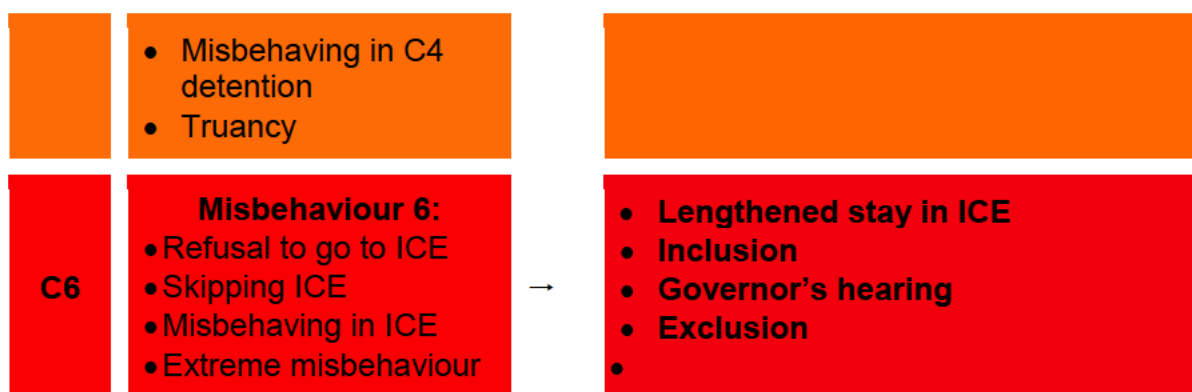 • Misbehaving in C4
detention
• Truancy
C6
Misbehaviour 6:
• Refusal to go to ICE
• Skipping ICE
• Misbehaving in ICE
• Extreme misbehaviour
→
• Lengthened stay in ICE
• Inclusion
• Governor’s hearing
• Exclusion
•